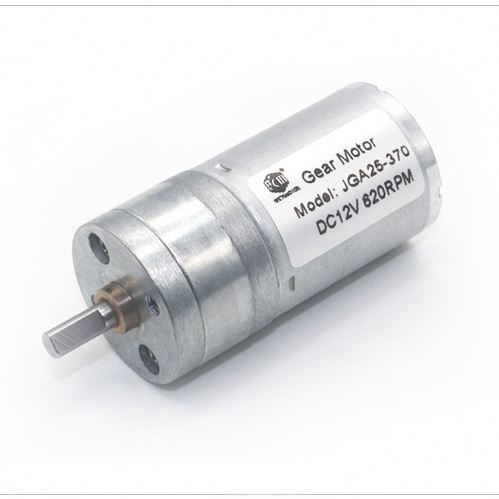 Gear Motor
Model: JGA25-370
DC12V 620RPM